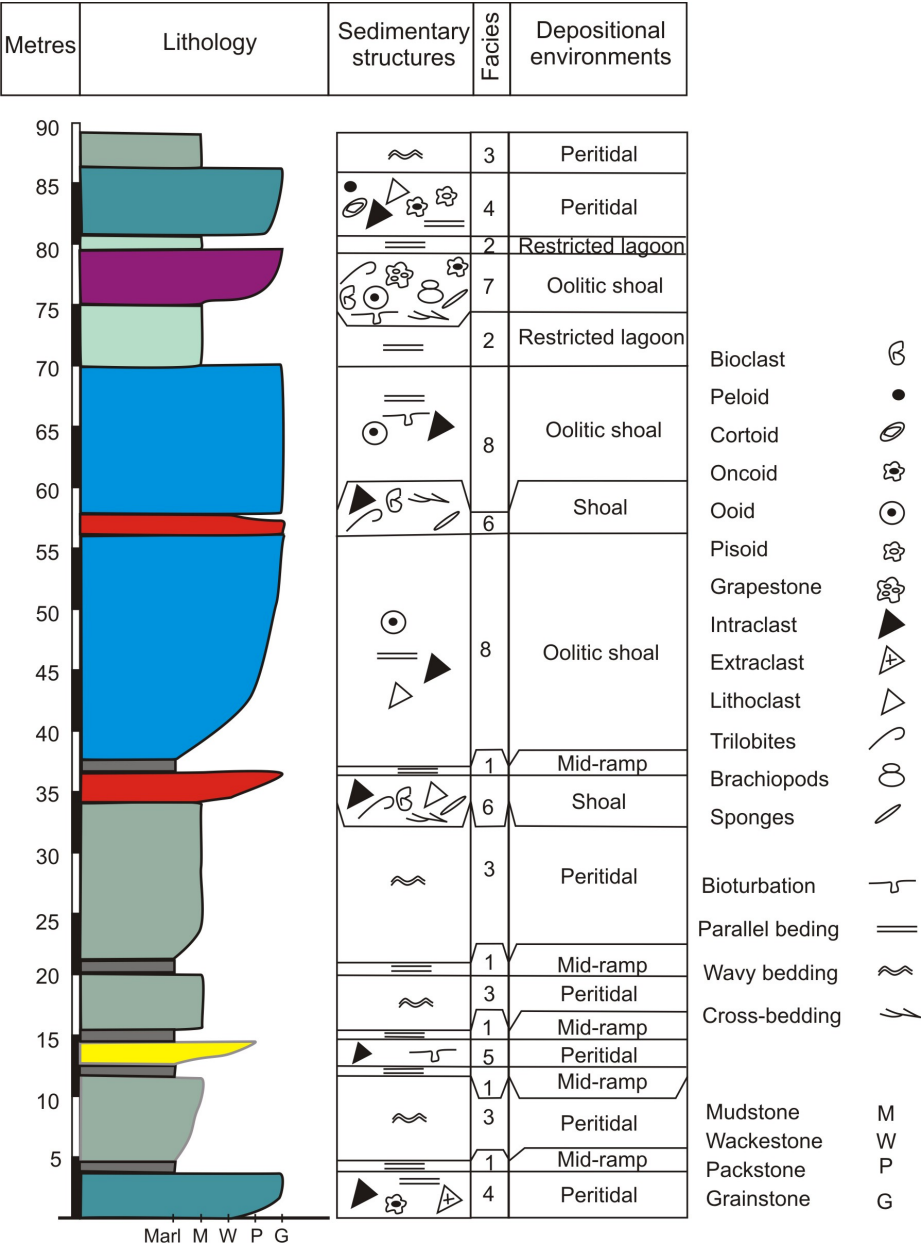 Metres
Lithology
Sedimentary
structures
Facies
Depositional
environments
90
85
80
75
70
65
60
55
50
45
40
35
30
25
20
15
10
5
Marl M W P G
3 Peritidal
4 Peritidal
2 Restricted lagoon
7 Oolitic shoal
2 Restricted lagoon
8 Oolitic shoal
6 Shoal
8 Oolitic shoal
1 Mid-ramp
6 Shoal
3 Peritidal
1 Mid-ramp
3 Peritidal
1 Mid-ramp
5 Peritidal
1 Mid-ramp
3 Peritidal
1 Mid-ramp
4 Peritidal
Bioclast
Peloid
Cortoid
Oncoid
Ooid
Pisoid
Grapestone
Intraclast
Extraclast
Lithoclast
Trilobites
Brachiopods
Sponges
Bioturbation
Parallel beding
Wavy bedding
Cross-bedding
Mudstone M
Wackestone W
Packstone P
Grainstone G